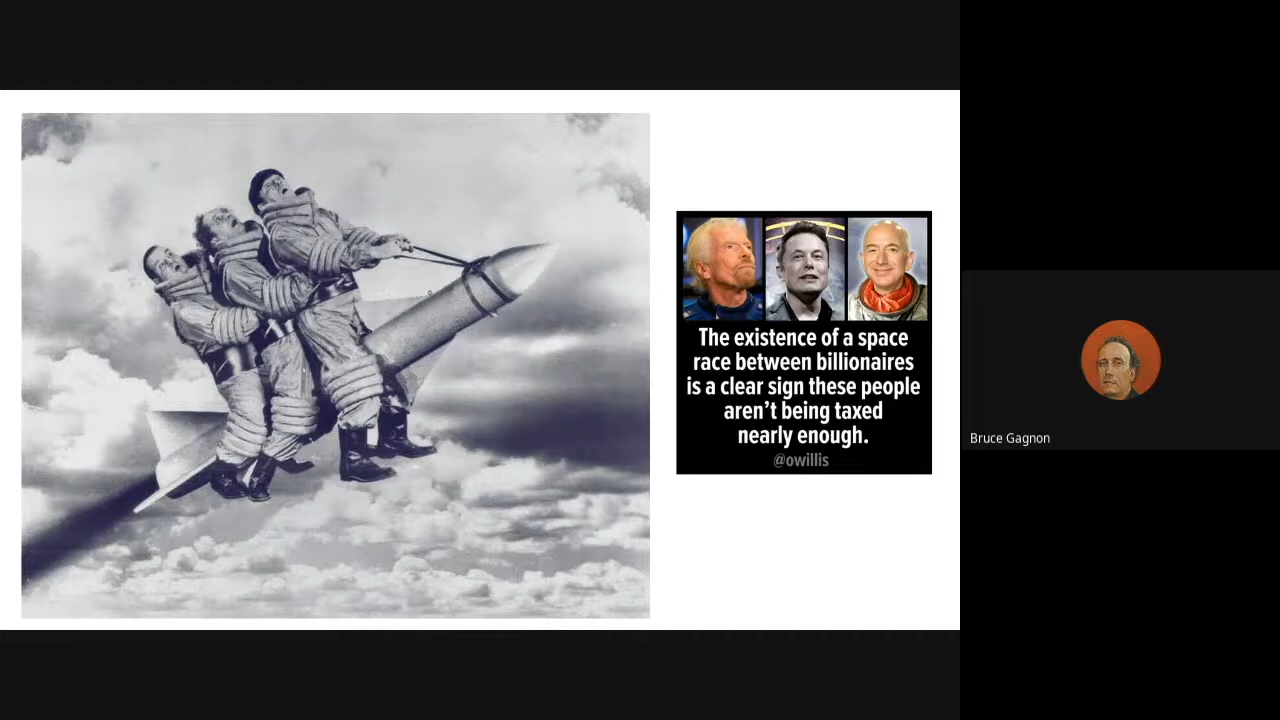 The existence of a space
race between billionaires
is a clear sign these people
aren't being taxed
nearly enough.
@owillis
Bruce Gagnon